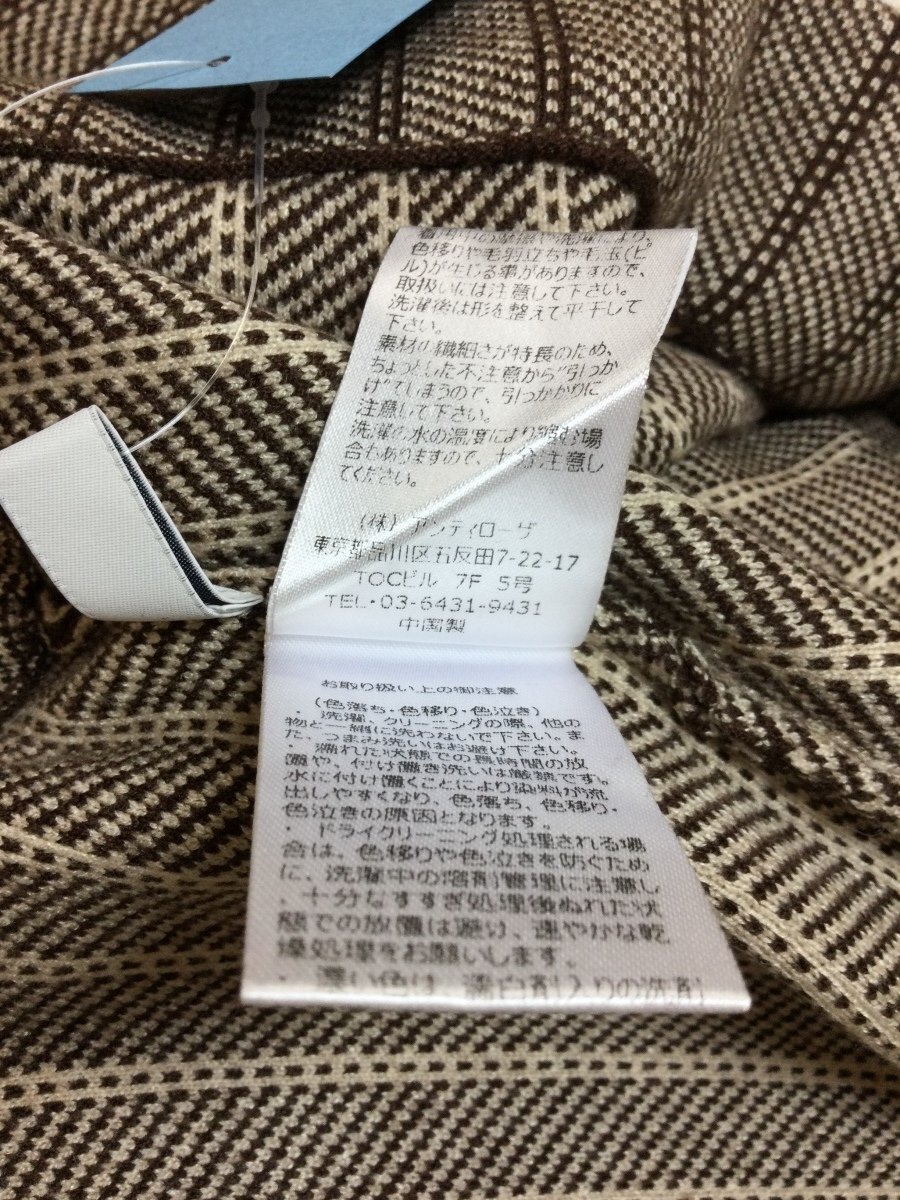 着用中の摩擦や洗濯により、
色移りや毛羽立ちや毛玉(ピ
ル)が生じる事がありますので、
取扱いには注意して下さい。
洗濯後は形を整えて平干して
下さい。
素材の繊細さが特長のため、
ちょっとした不注意から"引っか
け"てしまうので、引っかかりに
注意して下さい。
洗濯の水の温度により縮む場
合もありますので、十分注意し
てください。
(株)アンティローザ
東京都品川区五反田7-22-17
TOCビル 7F 5号
TEL・03-6431-9431
中国製
お取り扱い上の御注意
(色落ち・色移り・色泣き)
・洗濯、クリーニングの際、他の
物と一緒に洗わないで下さい。ま
た、つまみ洗いはお避け下さい。
・濡れた状態での長時間の放
置や、付け置き洗いは厳禁です。
水に付け置くことにより染料が流
出しやすくなり、色落ち、色移り・
色泣きの原因となります。
・ドライクリーニング処理される場
合は、色移りや色泣きを防ぐため
に、洗濯中の溶剤管理に注意し
、十分なすすぎ処理後ぬれた状
態での放置は避け、速やかな乾
燥処理をお願いします。
・濃い色は、漂白剤入りの洗剤